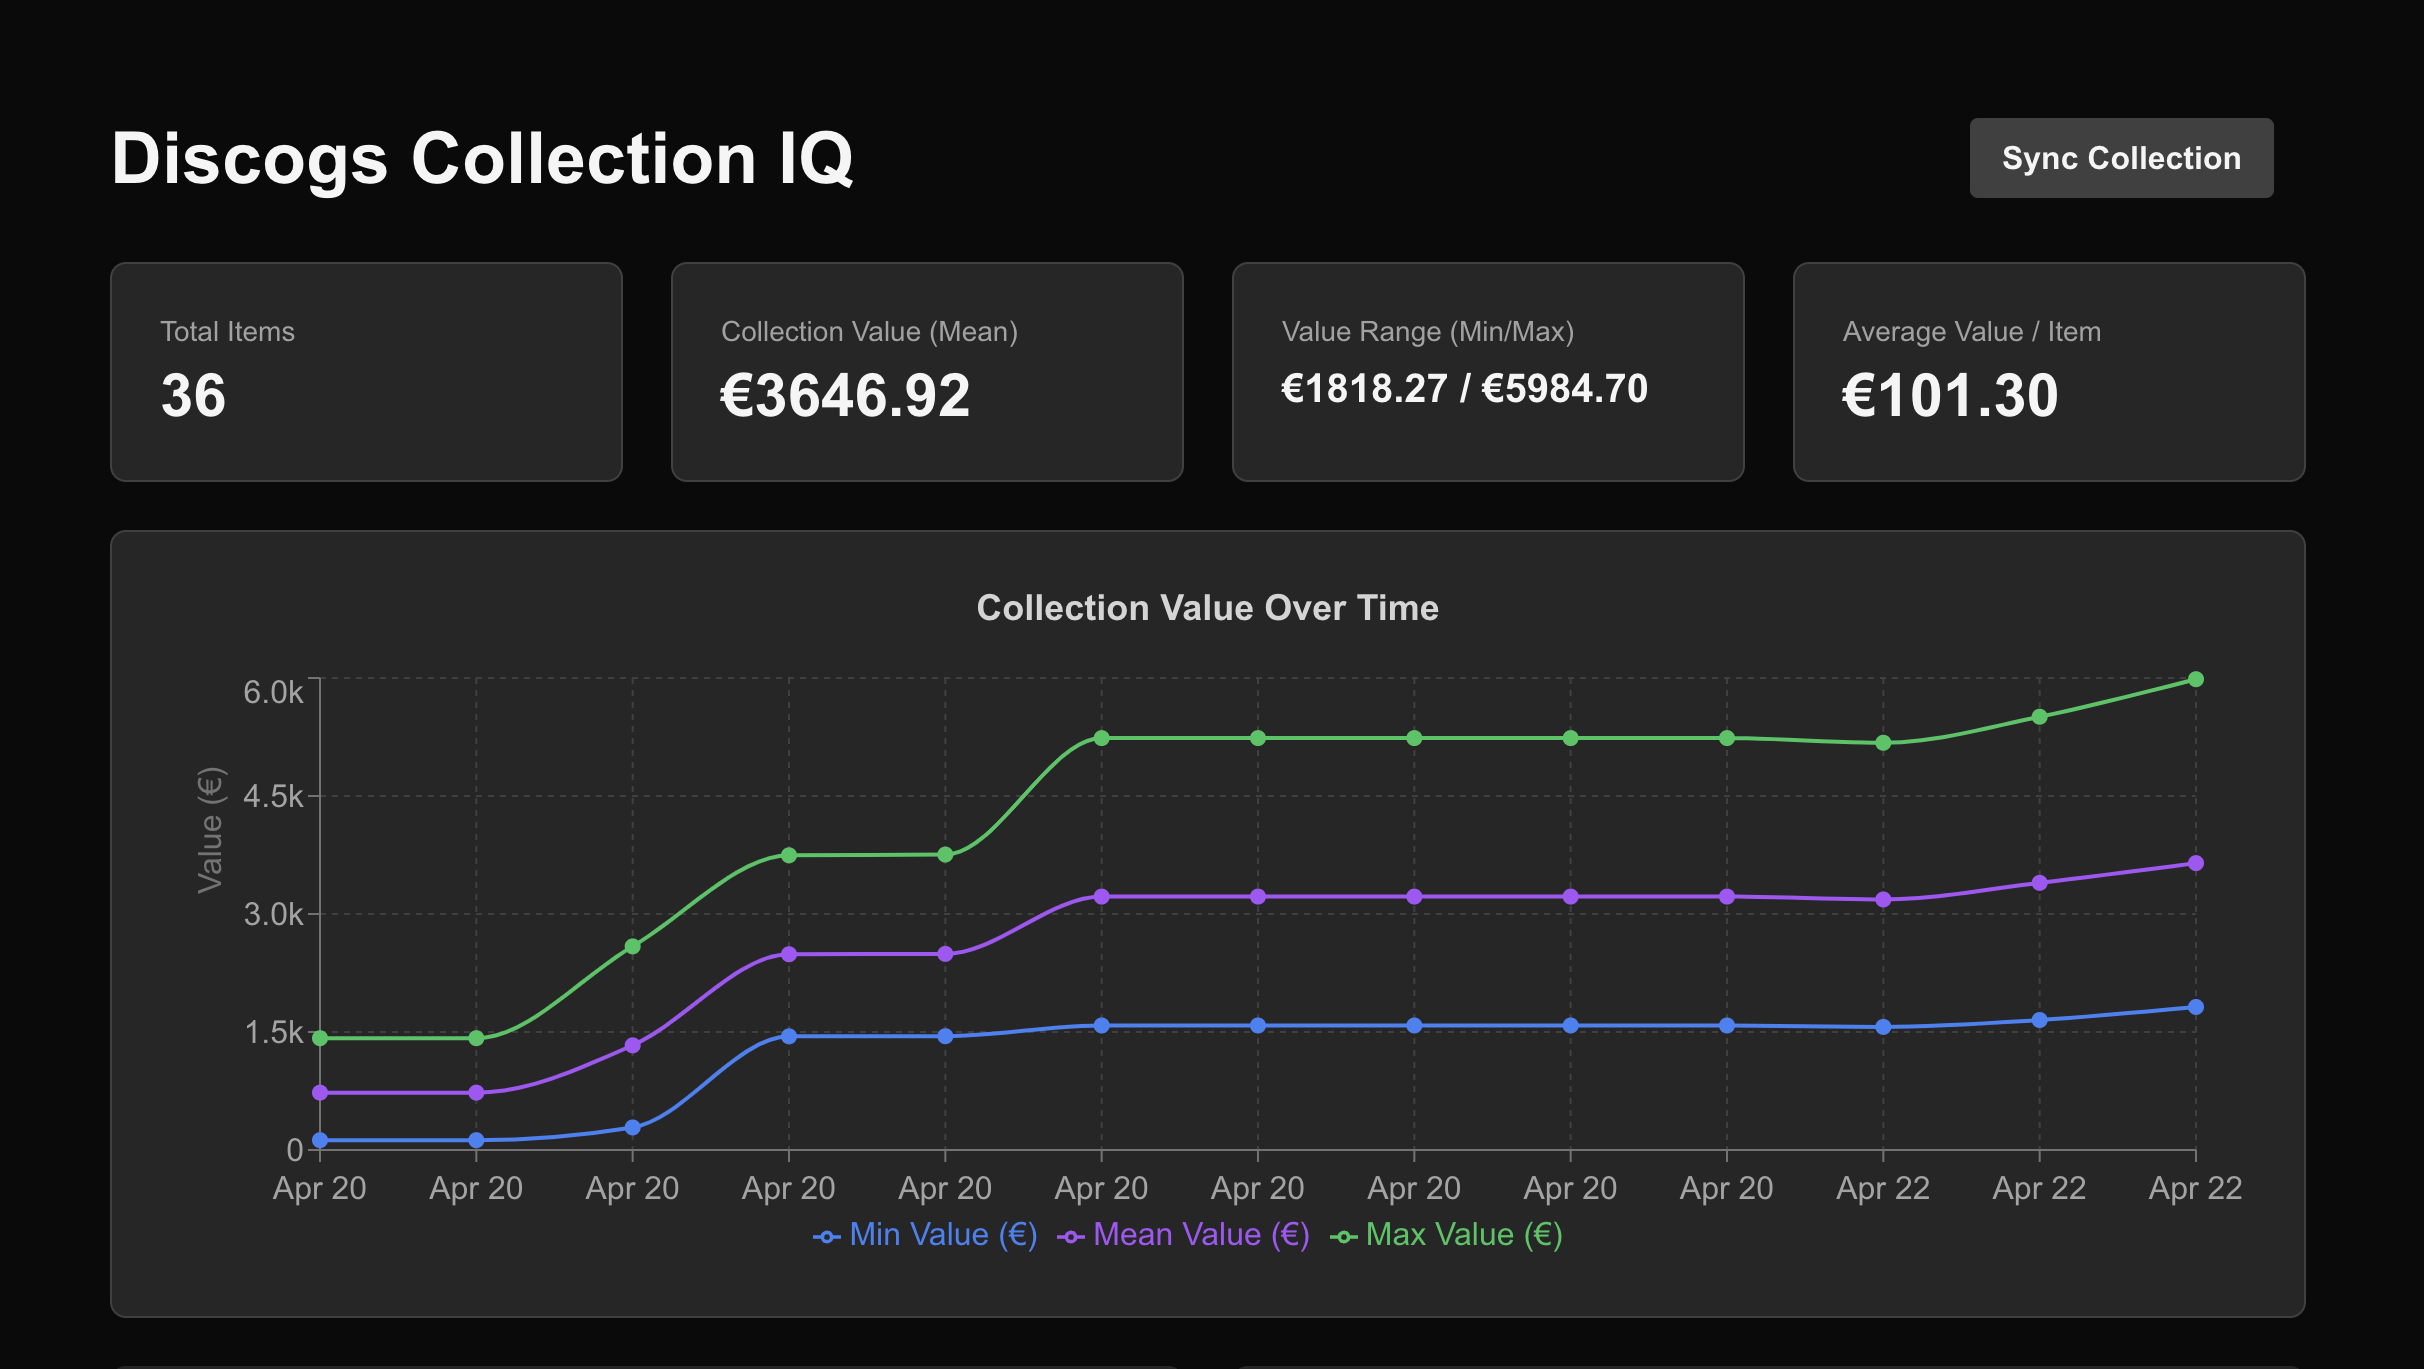 Discogs Collection IQ
Sync Collection
Total Items
36
Collection Value (Mean)
€3646.92
Value Range (Min/Max)
€1818.27 / €5984.70
Average Value / Item
€101.30
Collection Value Over Time
Value (€)
6.0k
4.5k
3.0k
1.5k
0
Apr 20 Apr 20 Apr 20 Apr 20 Apr 20 Apr 20 Apr 20 Apr 20 Apr 20 Apr 20 Apr 22 Apr 22 Apr 22
Min Value (€) Mean Value (€) Max Value (€)